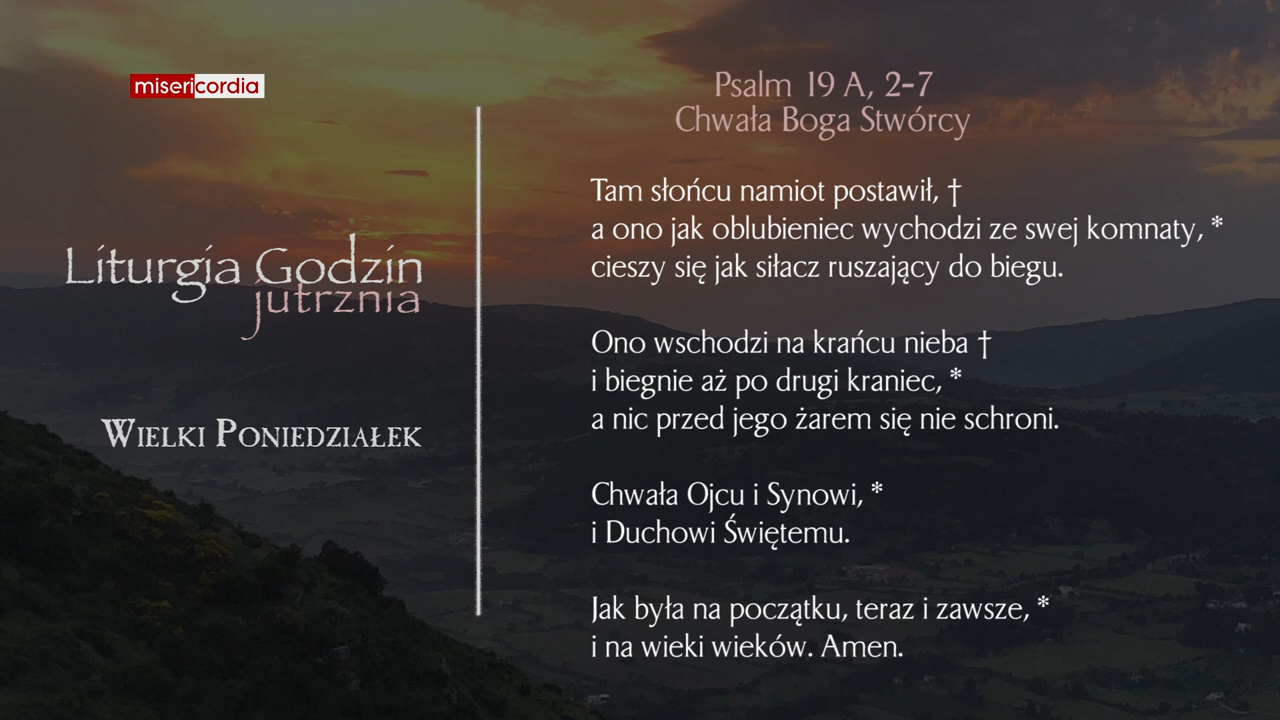 misericordia
Liturgia Godzin
jutrznia
Wielki Poniedziałek
Psalm 19 A, 2-7
Chwała Boga Stwórcy
Tam słońcu namiot postawił, †
a ono jak oblubieniec wychodzi ze swej komnaty, *
cieszy się jak siłacz ruszający do biegu.
Ono wschodzi na krańcu nieba †
i biegnie aż po drugi kraniec, *
a nic przed jego żarem się nie schroni.
Chwała Ojcu i Synowi, *
i Duchowi Świętemu.
Jak była na początku, teraz i zawsze, *
i na wieki wieków. Amen.